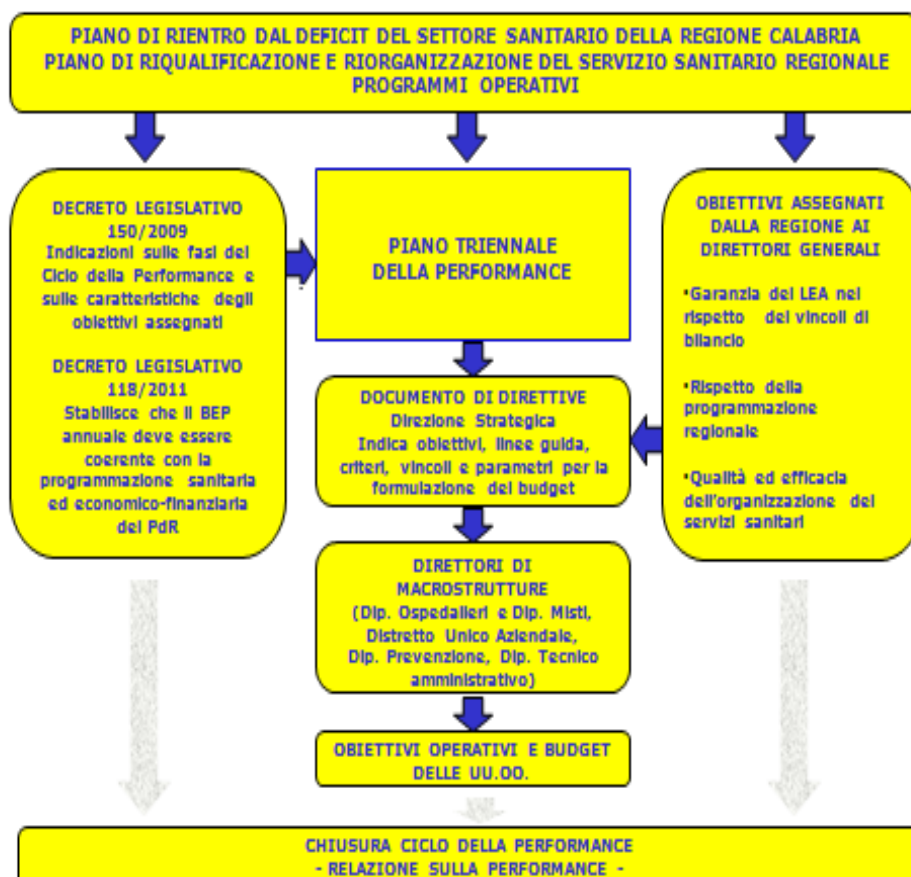 PIANO DI RIENTRO DAL DEFICIT DEL SETTORE SANITARIO DELLA REGIONE CALABRIA
PIANO DI RIQUALIFICAZIONE E RIORGANIZZAZIONE DEL SERVIZIO SANITARIO REGIONALE
PROGRAMMI OPERATIVI
DECRETO LEGISLATIVO
150/2009
Indicazioni sulle fasi del
Ciclo della Performance e
sulle caratteristiche degli
obiettivi assegnati
DECRETO LEGISLATIVO
118/2011
Stabilisce che il BEP
annuale deve essere
coerente con la
programmazione sanitaria
ed economico-finanziaria
del PdR
PIANO TRIENNALE
DELLA PERFORMANCE
DOCUMENTO DI DIRETTIVE
Direzione Strategica
Indica obiettivi, linee guida,
criteri, vincoli e parametri per la
formulazione del budget
DIRETTORI DI
MACROSTRUTTURE
(Dip. Ospedalieri e Dip. Misti,
Distretto Unico Aziendale,
Dip. Prevenzione, Dip. Tecnico
amministrativo)
OBIETTIVI OPERATIVI E BUDGET
DELLE UU.OO.
OBIETTIVI ASSEGNATI
DALLA REGIONE AI
DIRETTORI GENERALI
•Garanzia dei LEA nel
rispetto dei vincoli di
bilancio
•Rispetto della
programmazione
regionale
•Qualità ed efficacia
dell'organizzazione dei
servizi sanitari
CHIUSURA CICLO DELLA PERFORMANCE
- RELAZIONE SULLA PERFORMANCE -